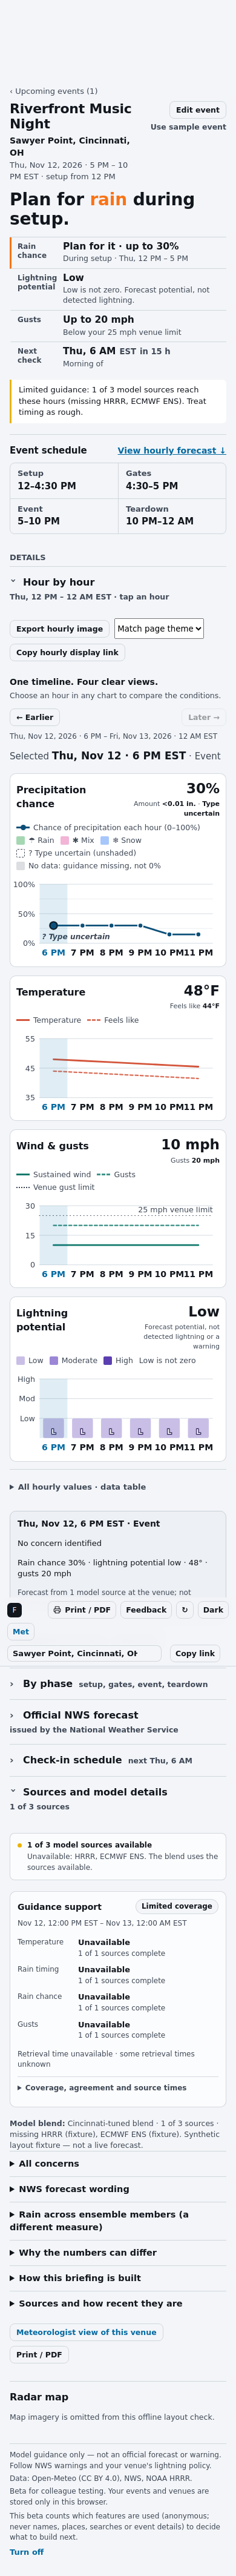 ‹ Upcoming events (1)
Riverfront Music
Night
Edit event
Use sample event
Sawyer Point, Cincinnati,
OH
Thu, Nov 12, 2026 · 5 PM – 10
PM EST · setup from 12 PM
Plan for rain during
setup.
Rain
chance
Plan for it · up to 30%
During setup · Thu, 12 PM – 5 PM
Lightning
potential
Low
Low is not zero. Forecast potential, not
detected lightning.
Gusts
Up to 20 mph
Below your 25 mph venue limit
Next
check
Thu, 6 AM EST in 15 h
Morning of
Limited guidance: 1 of 3 model sources reach
these hours (missing HRRR, ECMWF ENS). Treat
timing as rough.
Event schedule
View hourly forecast ↓
Setup
12–4:30 PM
Gates
4:30–5 PM
Event
5–10 PM
Teardown
10 PM–12 AM
DETAILS
Hour by hour
Thu, 12 PM – 12 AM EST · tap an hour
Export hourly image
Match page theme
Copy hourly display link
One timeline. Four clear views.
Choose an hour in any chart to compare the conditions.
← Earlier
Later →
Thu, Nov 12, 2026 · 6 PM – Fri, Nov 13, 2026 · 12 AM EST
Selected Thu, Nov 12 · 6 PM EST · Event
Precipitation
chance
30%
Amount <0.01 in. · Type
uncertain
Chance of precipitation each hour (0–100%)
☂ Rain
✱ Mix
❄ Snow
? Type uncertain (unshaded)
No data: guidance missing, not 0%
100%
50%
0%
? Type uncertain
6 PM 7 PM 8 PM 9 PM 10 PM 11 PM
Temperature
48°F
Feels like 44°F
Temperature
Feels like
55
45
35
6 PM 7 PM 8 PM 9 PM 10 PM 11 PM
Wind & gusts
10 mph
Gusts 20 mph
Sustained wind
Gusts
Venue gust limit
30
25 mph venue limit
15
0
6 PM 7 PM 8 PM 9 PM 10 PM 11 PM
Lightning
potential
Low
Forecast potential, not
detected lightning or a
warning
Low
Moderate
High
Low is not zero
High
Mod
Low
L L L L L L
6 PM 7 PM 8 PM 9 PM 10 PM 11 PM
All hourly values · data table
Thu, Nov 12, 6 PM EST · Event
No concern identified
Rain chance 30% · lightning potential low · 48° ·
gusts 20 mph
Forecast from 1 model source at the venue; not
F
Print / PDF
Feedback
↻
Dark
Met
Sawyer Point, Cincinnati, OH
Copy link
By phase setup, gates, event, teardown
Official NWS forecast
issued by the National Weather Service
Check-in schedule next Thu, 6 AM
Sources and model details
1 of 3 sources
1 of 3 model sources available
Unavailable: HRRR, ECMWF ENS. The blend uses the
sources available.
Guidance support
Limited coverage
Nov 12, 12:00 PM EST – Nov 13, 12:00 AM EST
Temperature
Unavailable
1 of 1 sources complete
Rain timing
Unavailable
1 of 1 sources complete
Rain chance
Unavailable
1 of 1 sources complete
Gusts
Unavailable
1 of 1 sources complete
Retrieval time unavailable · some retrieval times
unknown
Coverage, agreement and source times
Model blend: Cincinnati-tuned blend · 1 of 3 sources ·
missing HRRR (fixture), ECMWF ENS (fixture). Synthetic
layout fixture — not a live forecast.
All concerns
NWS forecast wording
Rain across ensemble members (a
different measure)
Why the numbers can differ
How this briefing is built
Sources and how recent they are
Meteorologist view of this venue
Print / PDF
Radar map
Map imagery is omitted from this offline layout check.
Model guidance only — not an official forecast or warning.
Follow NWS warnings and your venue's lightning policy.
Data: Open-Meteo (CC BY 4.0), NWS, NOAA HRRR.
Beta for colleague testing. Your events and venues are
stored only in this browser.
This beta counts which features are used (anonymous;
never names, places, searches or event details) to decide
what to build next.
Turn off